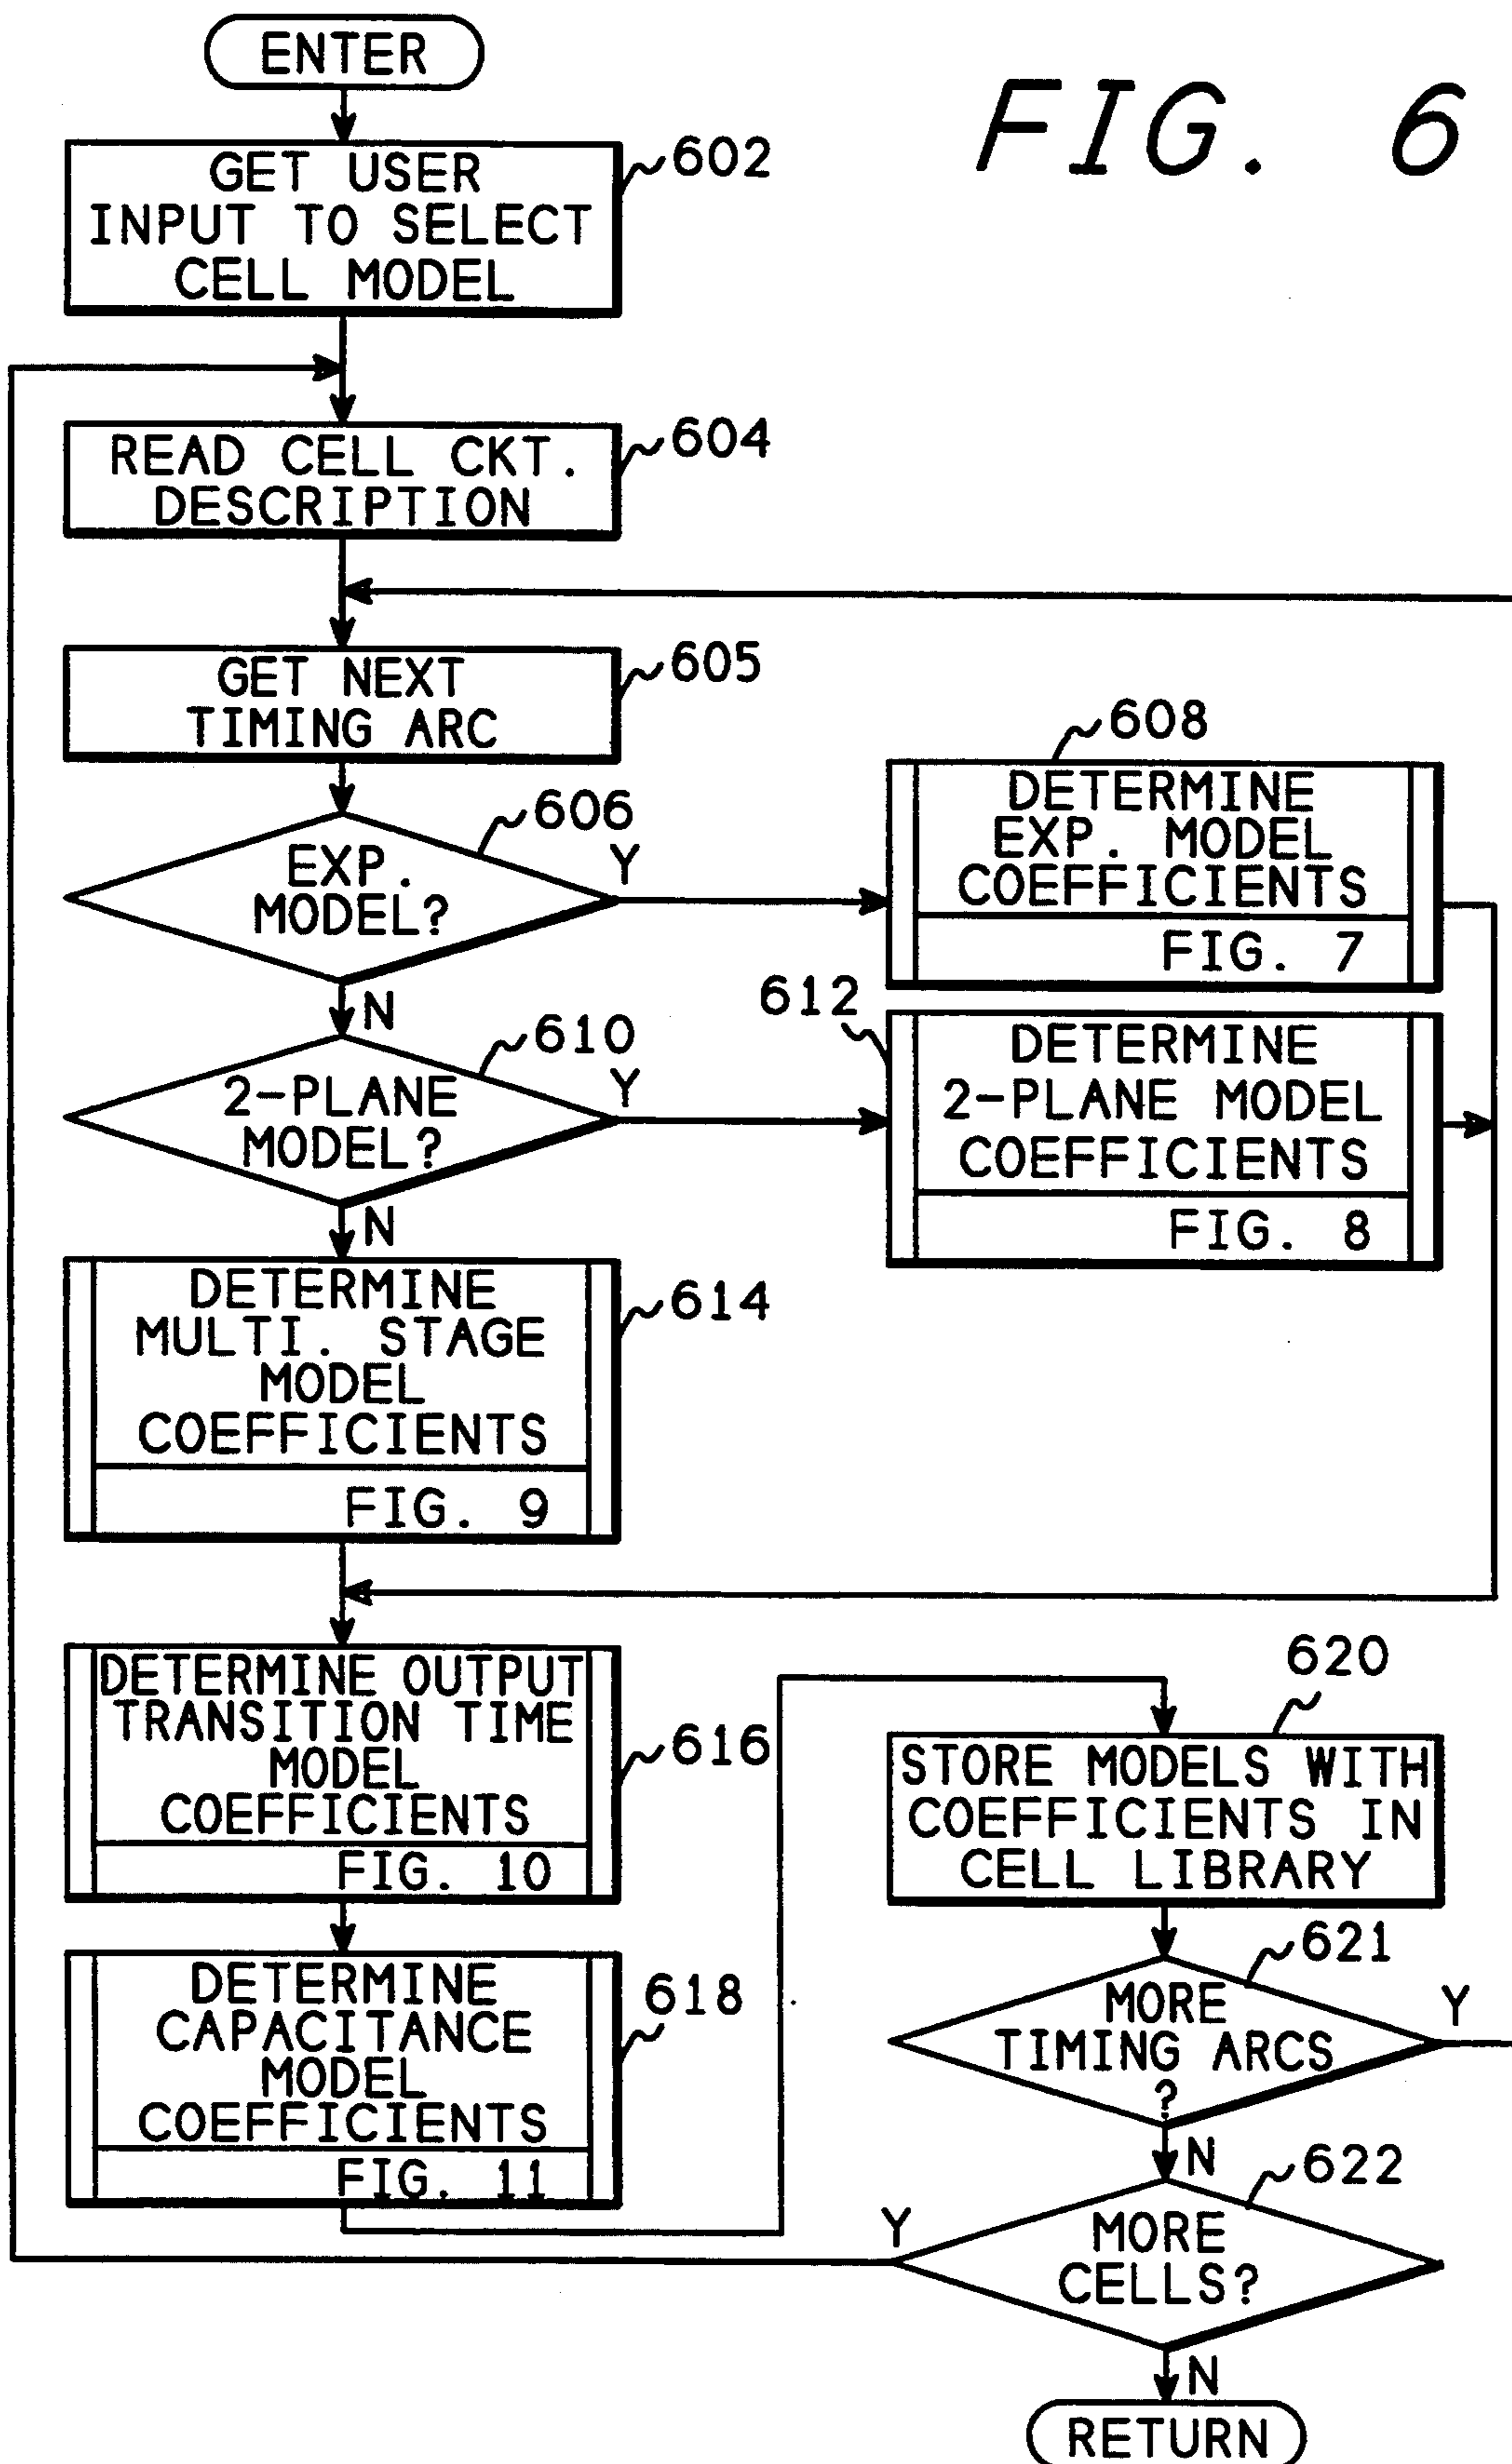 FIG. 6
ENTER
GET USER
INPUT TO SELECT
CELL MODEL
602
READ CELL CKT.
DESCRIPTION
604
GET NEXT
TIMING ARC
605
EXP.
MODEL?
606
Y
N
608
DETERMINE
EXP. MODEL
COEFFICIENTS
FIG. 7
2-PLANE
MODEL?
610
Y
N
612
DETERMINE
2-PLANE MODEL
COEFFICIENTS
FIG. 8
DETERMINE
MULTI. STAGE
MODEL
COEFFICIENTS
FIG. 9
614
DETERMINE OUTPUT
TRANSITION TIME
MODEL
COEFFICIENTS
FIG. 10
616
DETERMINE
CAPACITANCE
MODEL
COEFFICIENTS
FIG. 11
618
620
STORE MODELS WITH
COEFFICIENTS IN
CELL LIBRARY
621
MORE
TIMING ARCS
?
Y
N
622
MORE
CELLS?
Y
N
RETURN